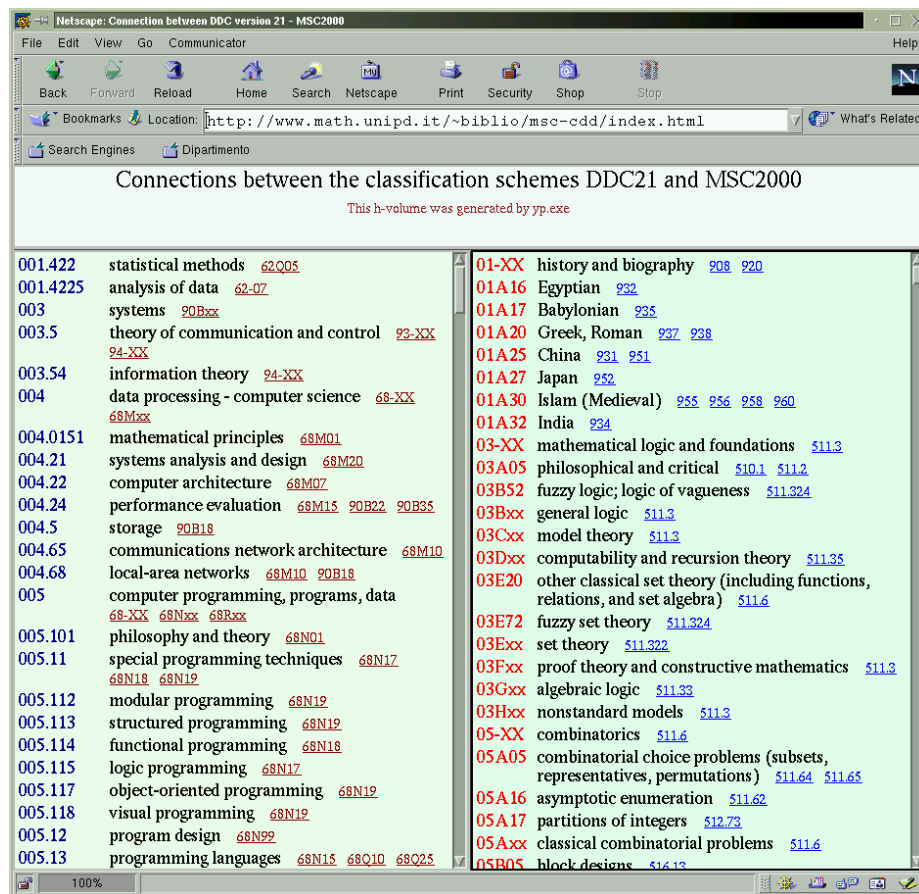 Netscape: Connection between DDC version 21 - MSC2000
File Edit View Go Communicator Help
Back Forward Reload Home Search Netscape Print Security Shop Stop
My
N
Bookmarks Location: http://www.math.unipd.it/~biblio/msc-cdd/index.html What's Related
Search Engines Dipartimento
Connections between the classification schemes DDC21 and MSC2000
This h-volume was generated by yp.exe
001.422 statistical methods 62Q05
001.4225 analysis of data 62-07
003 systems 90Bxx
003.5 theory of communication and control 93-XX
94-XX
003.54 information theory 94-XX
004 data processing - computer science 68-XX
68Mxx
004.0151 mathematical principles 68M01
004.21 systems analysis and design 68M20
004.22 computer architecture 68M07
004.24 performance evaluation 68M15 90B22 90B35
004.5 storage 90B18
004.65 communications network architecture 68M10
004.68 local-area networks 68M10 90B18
005 computer programming, programs, data
68-XX 68Nxx 68Rxx
005.101 philosophy and theory 68N01
005.11 special programming techniques 68N17
68N18 68N19
005.112 modular programming 68N19
005.113 structured programming 68N19
005.114 functional programming 68N18
005.115 logic programming 68N17
005.117 object-oriented programming 68N19
005.118 visual programming 68N19
005.12 program design 68N99
005.13 programming languages 68N15 68Q10 68Q25
01-XX history and biography 908 920
01A16 Egyptian 932
01A17 Babylonian 935
01A20 Greek, Roman 937 938
01A25 China 931 951
01A27 Japan 952
01A30 Islam (Medieval) 955 956 958 960
01A32 India 934
03-XX mathematical logic and foundations 511.3
03A05 philosophical and critical 510.1 511.2
03B52 fuzzy logic; logic of vagueness 511.324
03Bxx general logic 511.3
03Cxx model theory 511.3
03Dxx computability and recursion theory 511.35
03E20 other classical set theory (including functions,
relations, and set algebra) 511.6
03E72 fuzzy set theory 511.324
03Exx set theory 511.322
03Fxx proof theory and constructive mathematics 511.3
03Gxx algebraic logic 511.33
03Hxx nonstandard models 511.3
05-XX combinatorics 511.6
05A05 combinatorial choice problems (subsets,
representatives, permutations) 511.64 511.65
05A16 asymptotic enumeration 511.62
05A17 partitions of integers 512.73
05Axx classical combinatorial problems 511.6
05B05 block designs 516.13
100%